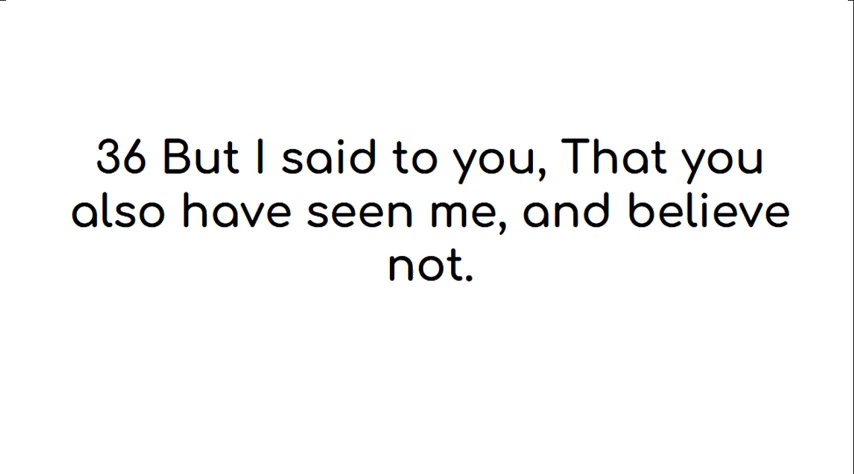 36 But I said to you, That you
also have seen me, and believe
not.